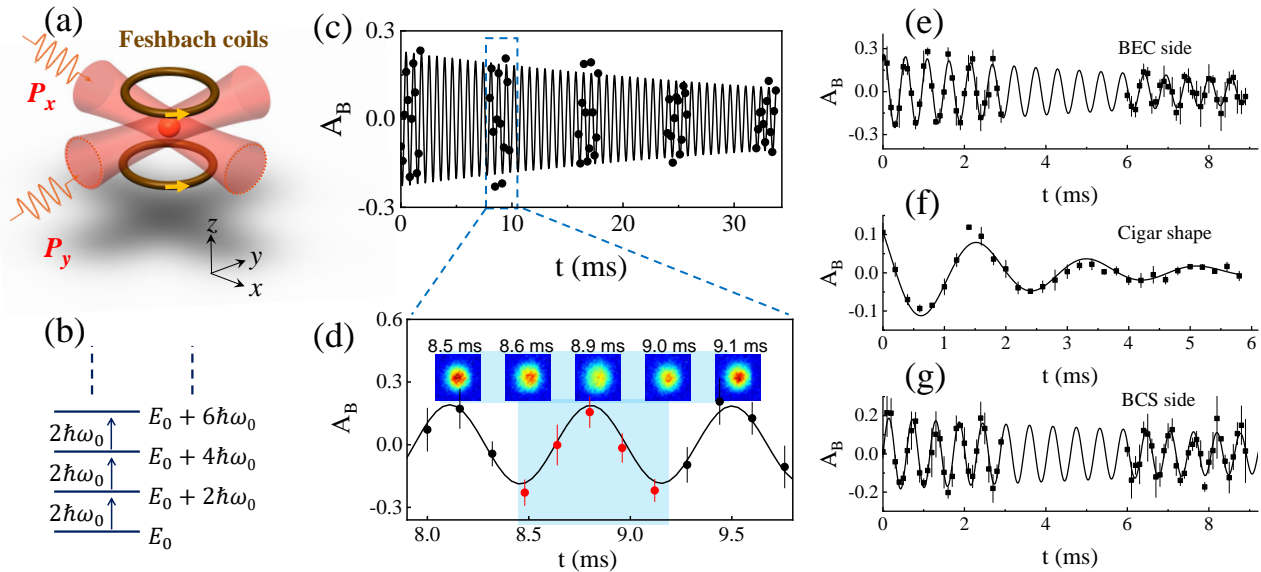 (a)
Feshbach coils
P_x
P_y
z
y
x
(b)
E_0 + 6ℏω_0
2ℏω_0
E_0 + 4ℏω_0
2ℏω_0
E_0 + 2ℏω_0
2ℏω_0
E_0
(c)
A_B
0.3
0.0
-0.3
0 10 20 30
t (ms)
(d)
A_B
0.6
0.3
0.0
-0.3
8.5 ms 8.6 ms 8.9 ms 9.0 ms 9.1 ms
8.0 8.5 9.0 9.5
t (ms)
(e)
BEC side
A_B
0.3
0.0
-0.3
0 2 4 6 8
t (ms)
(f)
Cigar shape
A_B
0.1
0.0
-0.1
0 1 2 3 4 5 6
t (ms)
(g)
BCS side
A_B
0.2
0.0
-0.2
0 2 4 6 8
t (ms)